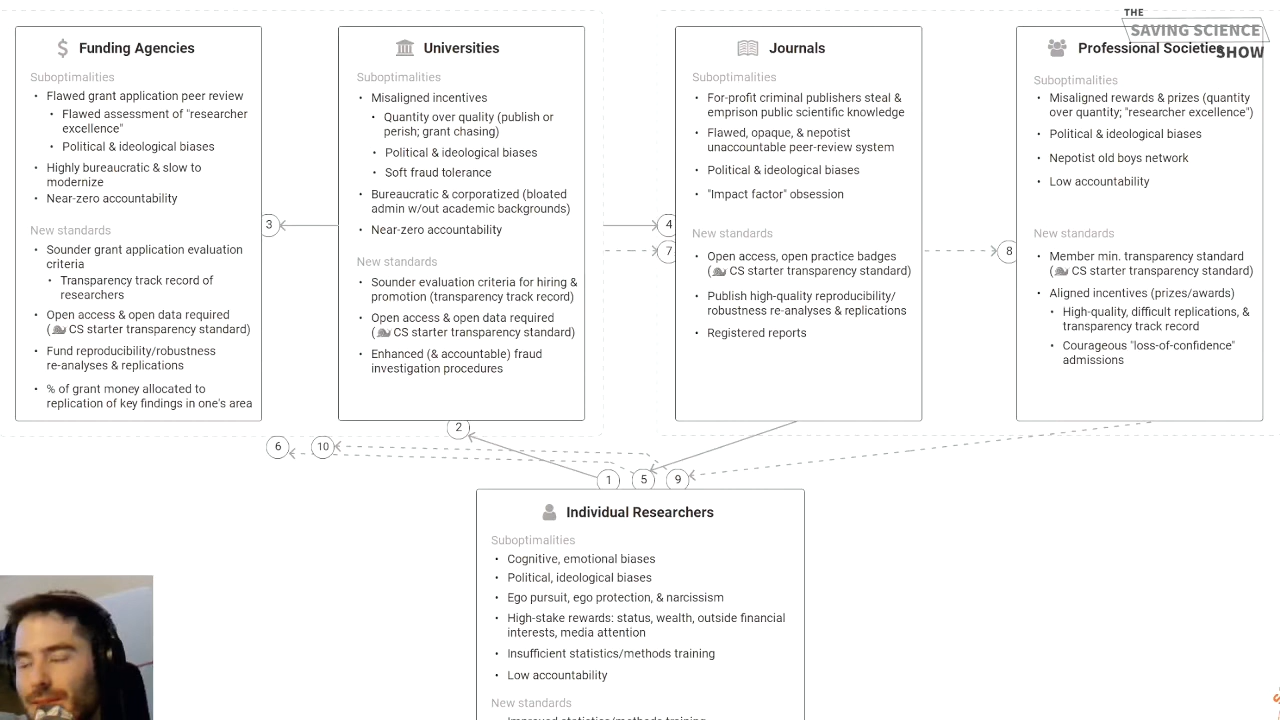 THE
SAVING SCIENCE
SHOW
Funding Agencies
Suboptimalities
• Flawed grant application peer review
• Flawed assessment of "researcher
excellence"
• Political & ideological biases
• Highly bureaucratic & slow to
modernize
• Near-zero accountability
New standards
• Sounder grant application evaluation
criteria
• Transparency track record of
researchers
• Open access & open data required
( CS starter transparency standard)
• Fund reproducibility/robustness
re-analyses & replications
• % of grant money allocated to
replication of key findings in one's area
3
Universities
Suboptimalities
• Misaligned incentives
• Quantity over quality (publish or
perish; grant chasing)
• Political & ideological biases
• Soft fraud tolerance
• Bureaucratic & corporatized (bloated
admin w/out academic backgrounds)
• Near-zero accountability
New standards
• Sounder evaluation criteria for hiring &
promotion (transparency track record)
• Open access & open data required
( CS starter transparency standard)
• Enhanced (& accountable) fraud
investigation procedures
4
7
Journals
Suboptimalities
• For-profit criminal publishers steal &
emprison public scientific knowledge
• Flawed, opaque, & nepotist
unaccountable peer-review system
• Political & ideological biases
• "Impact factor" obsession
New standards
• Open access, open practice badges
( CS starter transparency standard)
• Publish high-quality reproducibility/
robustness re-analyses & replications
• Registered reports
8
Professional Societies
Suboptimalities
• Misaligned rewards & prizes (quantity
over quantity; "researcher excellence")
• Political & ideological biases
• Nepotist old boys network
• Low accountability
New standards
• Member min. transparency standard
( CS starter transparency standard)
• Aligned incentives (prizes/awards)
• High-quality, difficult replications, &
transparency track record
• Courageous "loss-of-confidence"
admissions
2
6
10
1
5
9
Individual Researchers
Suboptimalities
• Cognitive, emotional biases
• Political, ideological biases
• Ego pursuit, ego protection, & narcissism
• High-stake rewards: status, wealth, outside financial
interests, media attention
• Insufficient statistics/methods training
• Low accountability
New standards